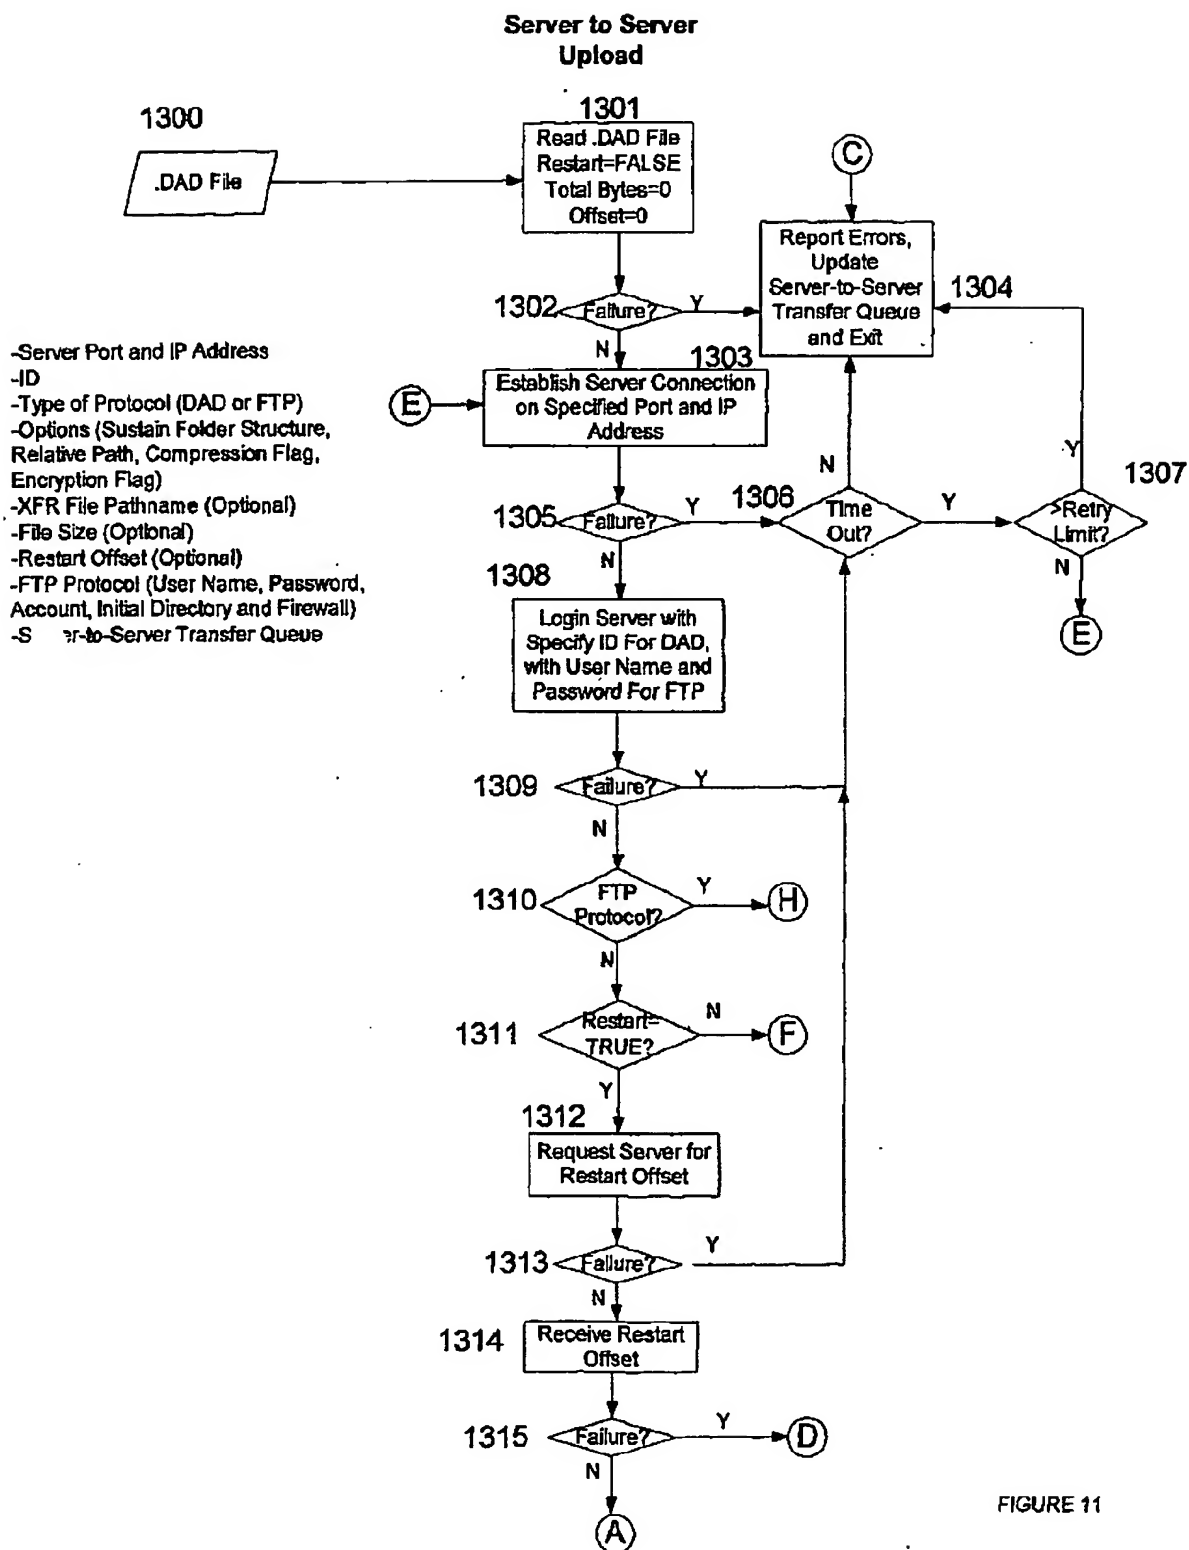 Server to Server
Upload
1300
.DAD File
1301
Read .DAD File
Restart=FALSE
Total Bytes=0
Offset=0
C
Report Errors,
Update
Server-to-Server
Transfer Queue
and Exit
1304
1302
Failure?
Y
N
1303
-Server Port and IP Address
-ID
-Type of Protocol (DAD or FTP)
-Options (Sustain Folder Structure,
Relative Path, Compression Flag,
Encryption Flag)
-XFR File Pathname (Optional)
-File Size (Optional)
-Restart Offset (Optional)
-FTP Protocol (User Name, Password,
Account, Initial Directory and Firewall)
-S er-to-Server Transfer Queue
E
Establish Server Connection
on Specified Port and IP
Address
1305
Failure?
Y
N
1306
Time
Out?
N
Y
1307
>Retry
Limit?
Y
N
E
1308
Login Server with
Specify ID For DAD,
with User Name and
Password For FTP
1309
Failure?
Y
N
1310
FTP
Protocol?
Y
H
N
1311
Restart=
TRUE?
N
F
Y
1312
Request Server for
Restart Offset
1313
Failure?
Y
N
1314
Receive Restart
Offset
1315
Failure?
Y
D
N
A
FIGURE 11